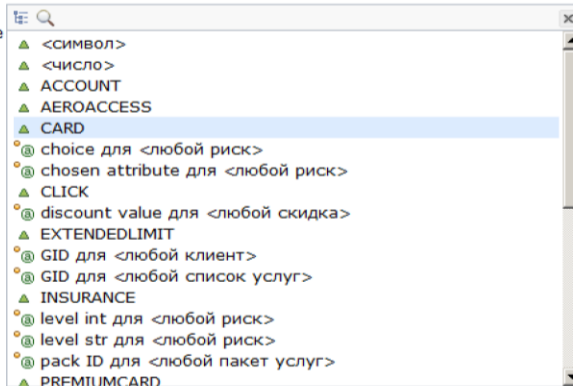 <символ>
<число>
ACCOUNT
AEROACCESS
CARD
choice для <любой риск>
chosen attribute для <любой риск>
CLICK
discount value для <любой скидка>
EXTENDEDLIMIT
GID для <любой клиент>
GID для <любой список услуг>
INSURANCE
level int для <любой риск>
level str для <любой риск>
pack ID для <любой пакет услуг>
PREMIUMCARD